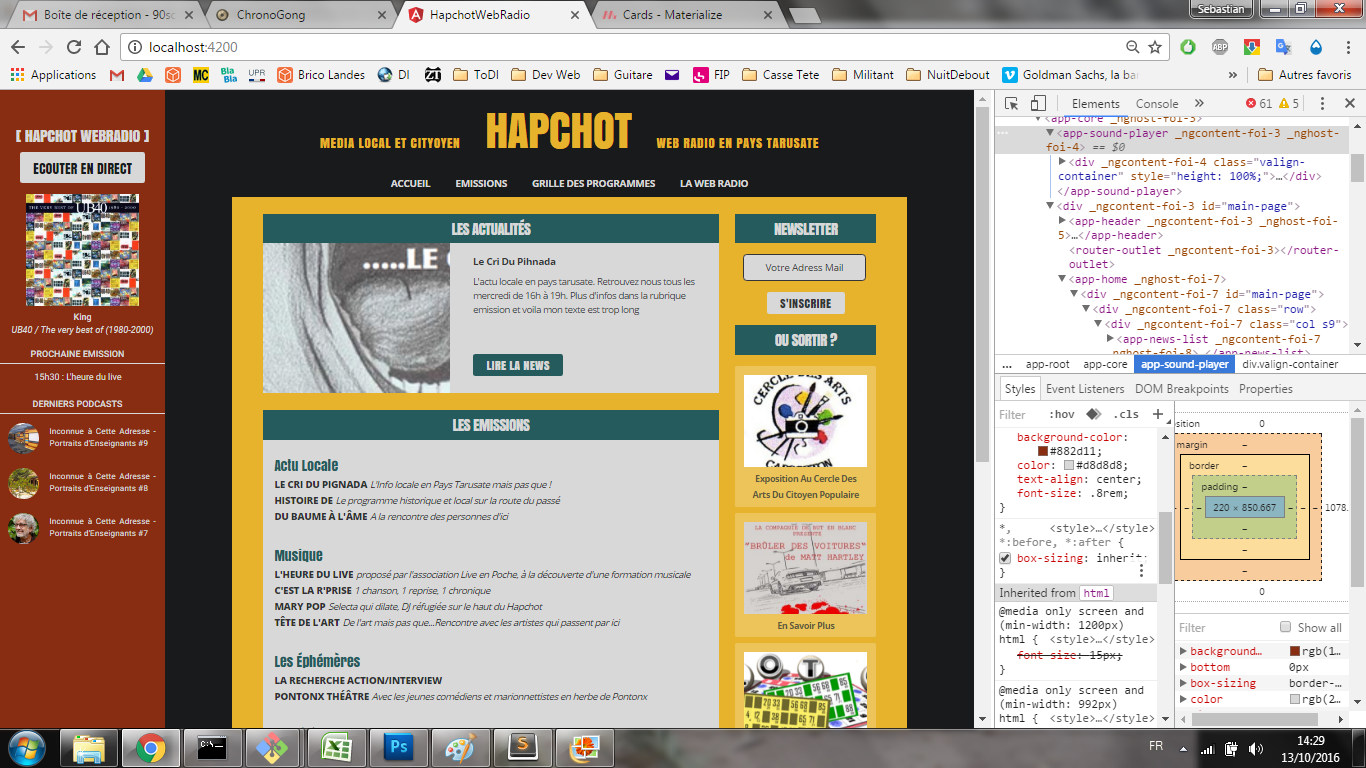 Boîte de réception - 90so
ChronoGong
HapchotWebRadio
Cards - Materialize
Sebastian
localhost:4200
Applications
Brico Landes
DI
ToDI
Dev Web
Guitare
FIP
Casse Tete
Militant
NuitDebout
Goldman Sachs, la ba
Autres favoris
[ HAPCHOT WEBRADIO ]
ECOUTER EN DIRECT
THE VERY BEST OF UB40 1980 - 2000
King
UB40 / The very best of (1980-2000)
PROCHAINE EMISSION
15h30 : L'heure du live
DERNIERS PODCASTS
Inconnue à Cette Adresse -
Portraits d'Enseignants #9
Inconnue à Cette Adresse -
Portraits d'Enseignants #8
Inconnue à Cette Adresse -
Portraits d'Enseignants #7
MEDIA LOCAL ET CITYOYEN
HAPCHOT
WEB RADIO EN PAYS TARUSATE
ACCUEIL
EMISSIONS
GRILLE DES PROGRAMMES
LA WEB RADIO
LES ACTUALITÉS
.....LE
Le Cri Du Pihnada
L'actu locale en pays tarusate. Retrouvez nous tous les
mercredi de 16h à 19h. Plus d'infos dans la rubrique
emission et voila mon texte est trop long
LIRE LA NEWS
LES EMISSIONS
Actu Locale
LE CRI DU PIGNADA L'Info locale en Pays Tarusate mais pas que !
HISTOIRE DE Le programme historique et local sur la route du passé
DU BAUME À L'ÂME A la rencontre des personnes d'ici
Musique
L'HEURE DU LIVE proposé par l'association Live en Poche, à la découverte d'une formation musicale
C'EST LA R'PRISE 1 chanson, 1 reprise, 1 chronique
MARY POP Selecta qui dilate, DJ réfugiée sur le haut du Hapchot
TÊTE DE L'ART De l'art mais pas que...Rencontre avec les artistes qui passent par ici
Les Éphémères
LA RECHERCHE ACTION/INTERVIEW
PONTONX THÉÂTRE Avec les jeunes comédiens et marionnettistes en herbe de Pontonx
NEWSLETTER
Votre Adress Mail
S'INSCRIRE
OU SORTIR ?
CERCLE DES ARTS
Exposition Au Cercle Des
Arts Du Citoyen Populaire
LA COMPAGNIE DU NOT EN BLANC
PRÉSENTE
"BRÛLER DES VOITURES"
de MATT HARTLEY
En Savoir Plus
O T
Elements
Console
»
61
5
<app-core _nghost-foi-3>
<app-sound-player _ngcontent-foi-3 _nghost-
foi-4> == $0
<div _ngcontent-foi-4 class="valign-
container" style="height: 100%;">…</div>
</app-sound-player>
<div _ngcontent-foi-3 id="main-page">
<app-header _ngcontent-foi-3 _nghost-foi-
5>…</app-header>
<router-outlet _ngcontent-foi-3></router-
outlet>
<app-home _nghost-foi-7>
<div _ngcontent-foi-7 id="main-page">
<div _ngcontent-foi-7 class="row">
<div _ngcontent-foi-7 class="col s9">
<app-news-list _ngcontent-foi-7
_nghost-foi-8></app-news-list>
... app-root app-core app-sound-player div.valign-container
Styles
Event Listeners
DOM Breakpoints
Properties
Filter
:hov
.cls
+
background-color:
#882d11;
color: #d8d8d8;
text-align: center;
font-size: .8rem;
}
*, <style>…</style>
*:before, *:after {
box-sizing: inherit
}
Inherited from html
@media only screen and
(min-width: 1200px)
html { <style>…</style>
font-size: 15px;
}
@media only screen and
(min-width: 992px)
html { <style>…</style>
sition 0
margin –
border –
padding –
220 × 850.667
1078.
0
Filter
Show all
background… rgb(1…
bottom 0px
box-sizing border-…
color rgb(2…
FR
14:29
13/10/2016